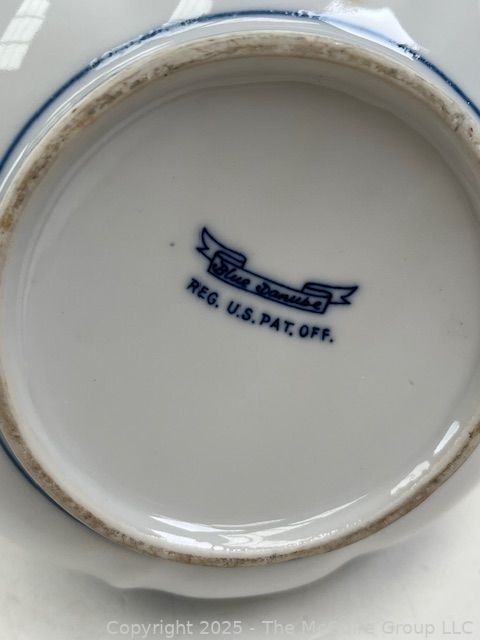 Blue Danube
REG. U.S. PAT. OFF.
Copyright 2025 - The McGuire Group LLC